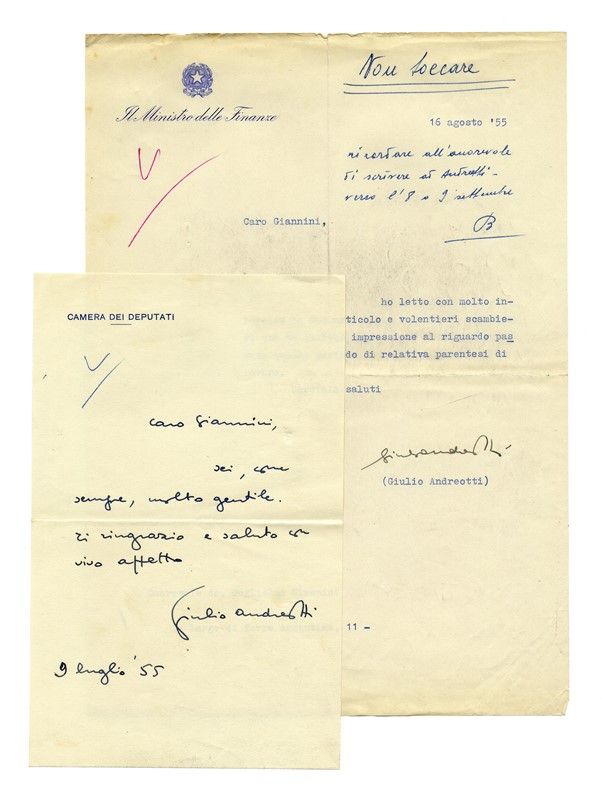 Il Ministro delle Finanze
Non toccare
16 agosto '55
ricordare all'onorevole
di scrivere ad Andreotti -
verso l'8 o 9 settembre
B
Caro Giannini,
ho letto con molto in-
ticolo e volentieri scambie-
impressione al riguardo pas
do di relativa parentesi di
saluti
Giulio Andreotti
(Giulio Andreotti)
11 -
CAMERA DEI DEPUTATI
Caro Giannini,
sei, come
sempre, molto gentile.
Ti ringrazio e saluto con
vivo affetto
Giulio Andreotti
9 luglio '55